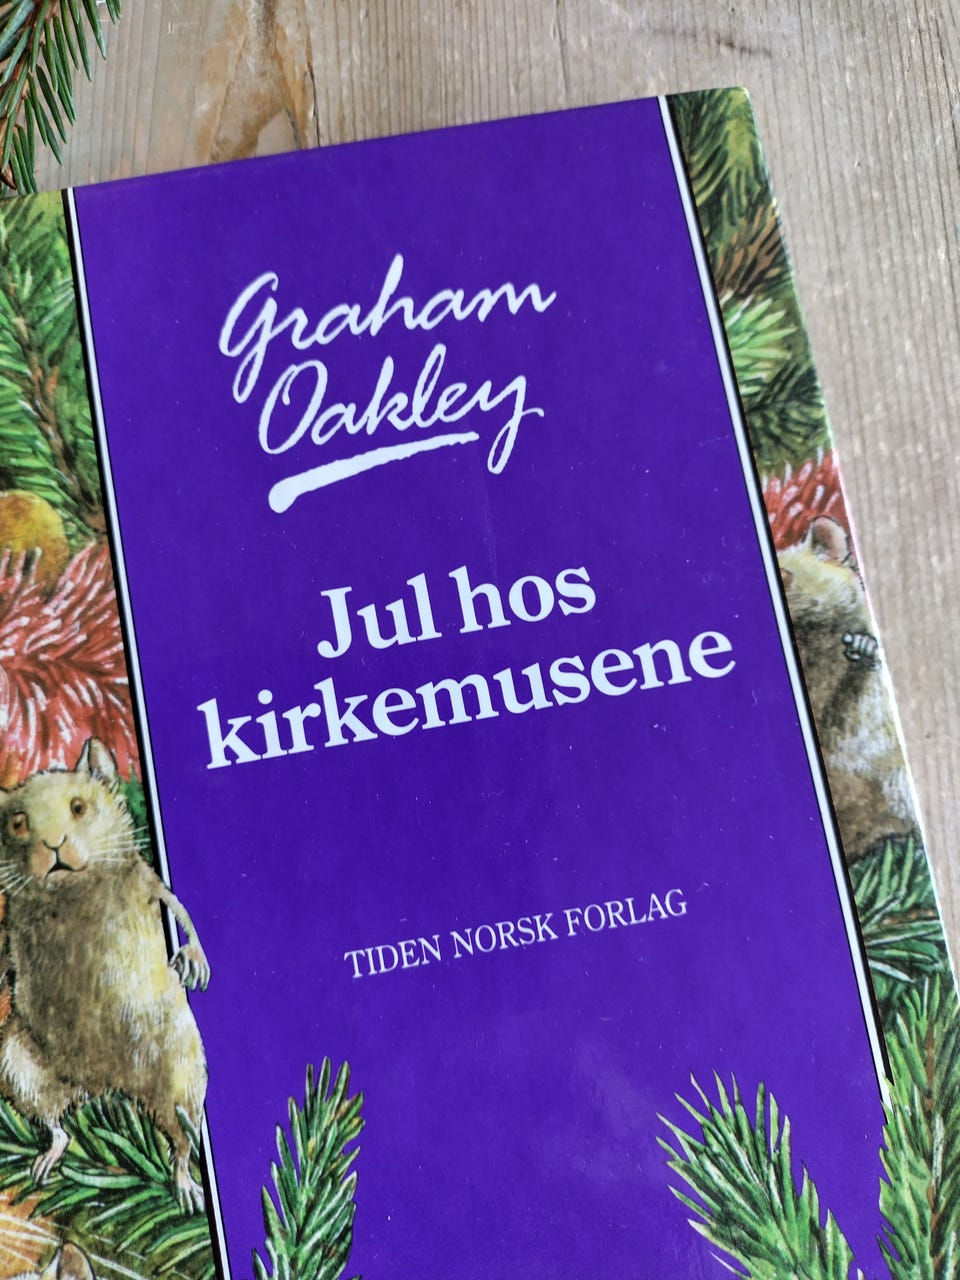 Graham
Oakley
Jul hos
kirkemusene
TIDEN NORSK FORLAG